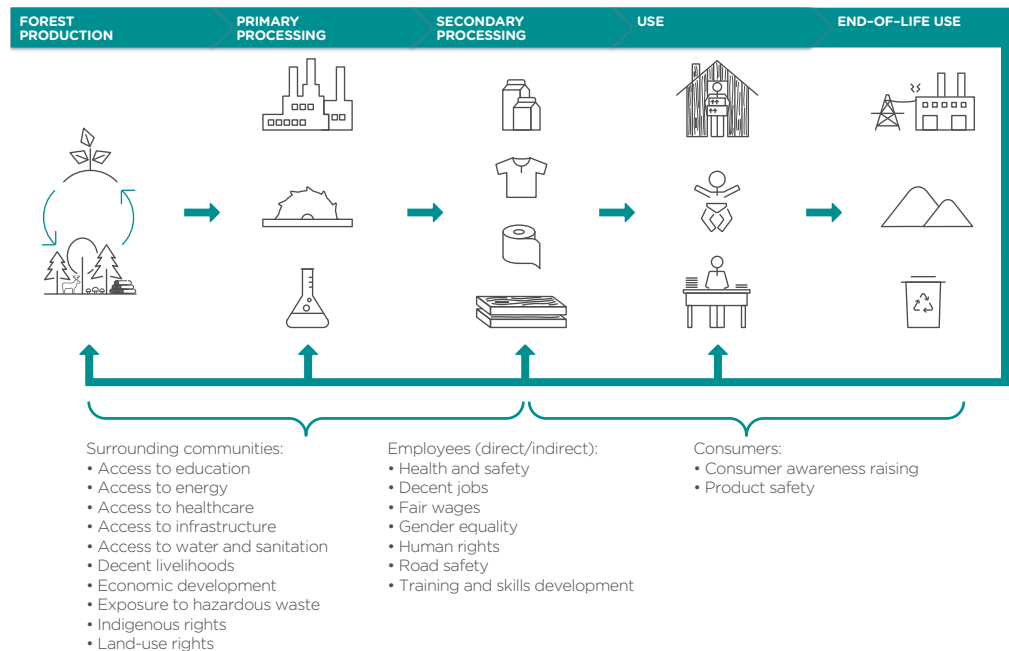 FOREST
PRODUCTION
PRIMARY
PROCESSING
SECONDARY
PROCESSING
USE
END-OF-LIFE USE
Surrounding communities:
• Access to education
• Access to energy
• Access to healthcare
• Access to infrastructure
• Access to water and sanitation
• Decent livelihoods
• Economic development
• Exposure to hazardous waste
• Indigenous rights
• Land-use rights
Employees (direct/indirect):
• Health and safety
• Decent jobs
• Fair wages
• Gender equality
• Human rights
• Road safety
• Training and skills development
Consumers:
• Consumer awareness raising
• Product safety